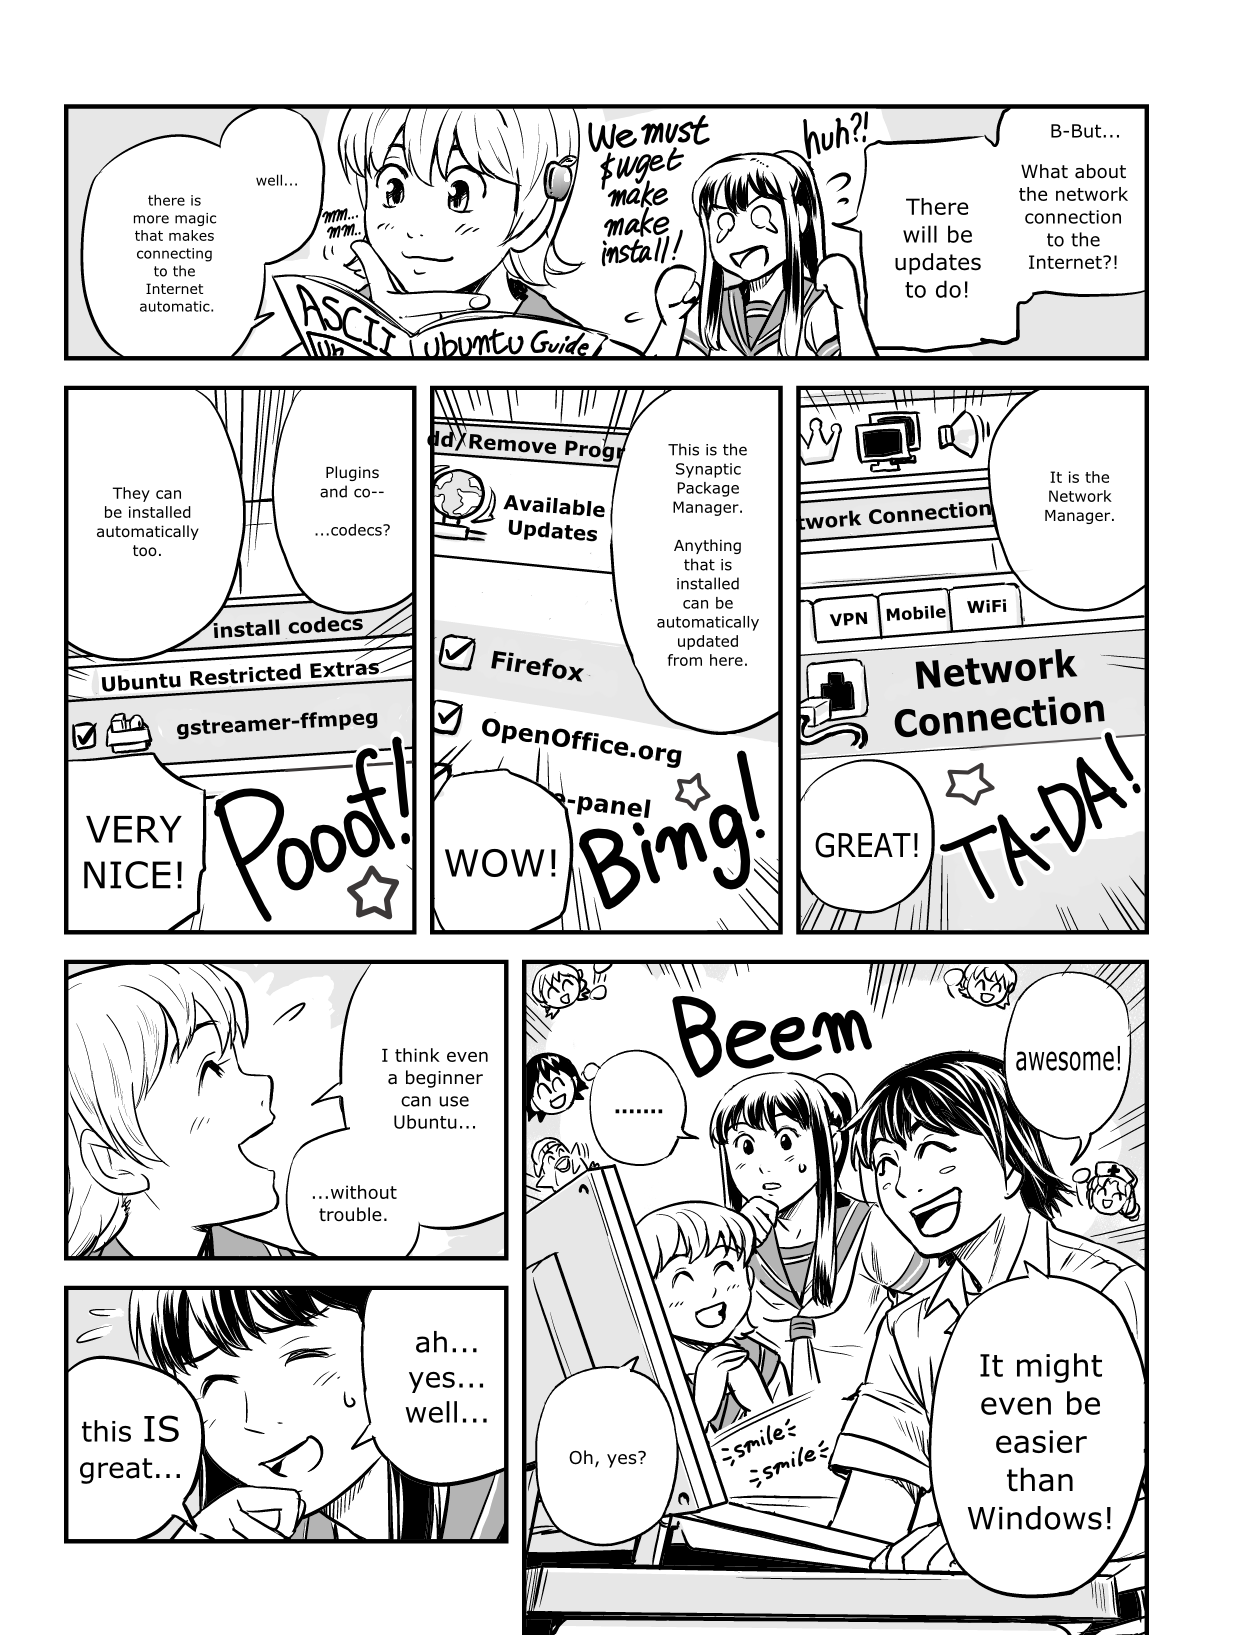 B-But...
What about
the network
connection
to the
Internet?!
There
will be
updates
to do!
huh?!
We must
$wget
make
make
install!
mm...
mm..
ASCII
Ub
Ubuntu Guide
well...
there is
more magic
that makes
connecting
to the
Internet
automatic.
It is the
Network
Manager.
twork Connection
VPN
Mobile
WiFi
Network
Connection
TA-DA!
GREAT!
This is the
Synaptic
Package
Manager.
Anything
that is
installed
can be
automatically
updated
from here.
dd/Remove Progr
Available
Updates
Firefox
OpenOffice.org
e-panel
Bing!
WOW!
Plugins
and co--
...codecs?
They can
be installed
automatically
too.
install codecs
Ubuntu Restricted Extras
gstreamer-ffmpeg
Pooof!
VERY
NICE!
awesome!
Beem
.......
It might
even be
easier
than
Windows!
smile
smile
Oh, yes?
I think even
a beginner
can use
Ubuntu...
...without
trouble.
ah...
yes...
well...
this IS
great...